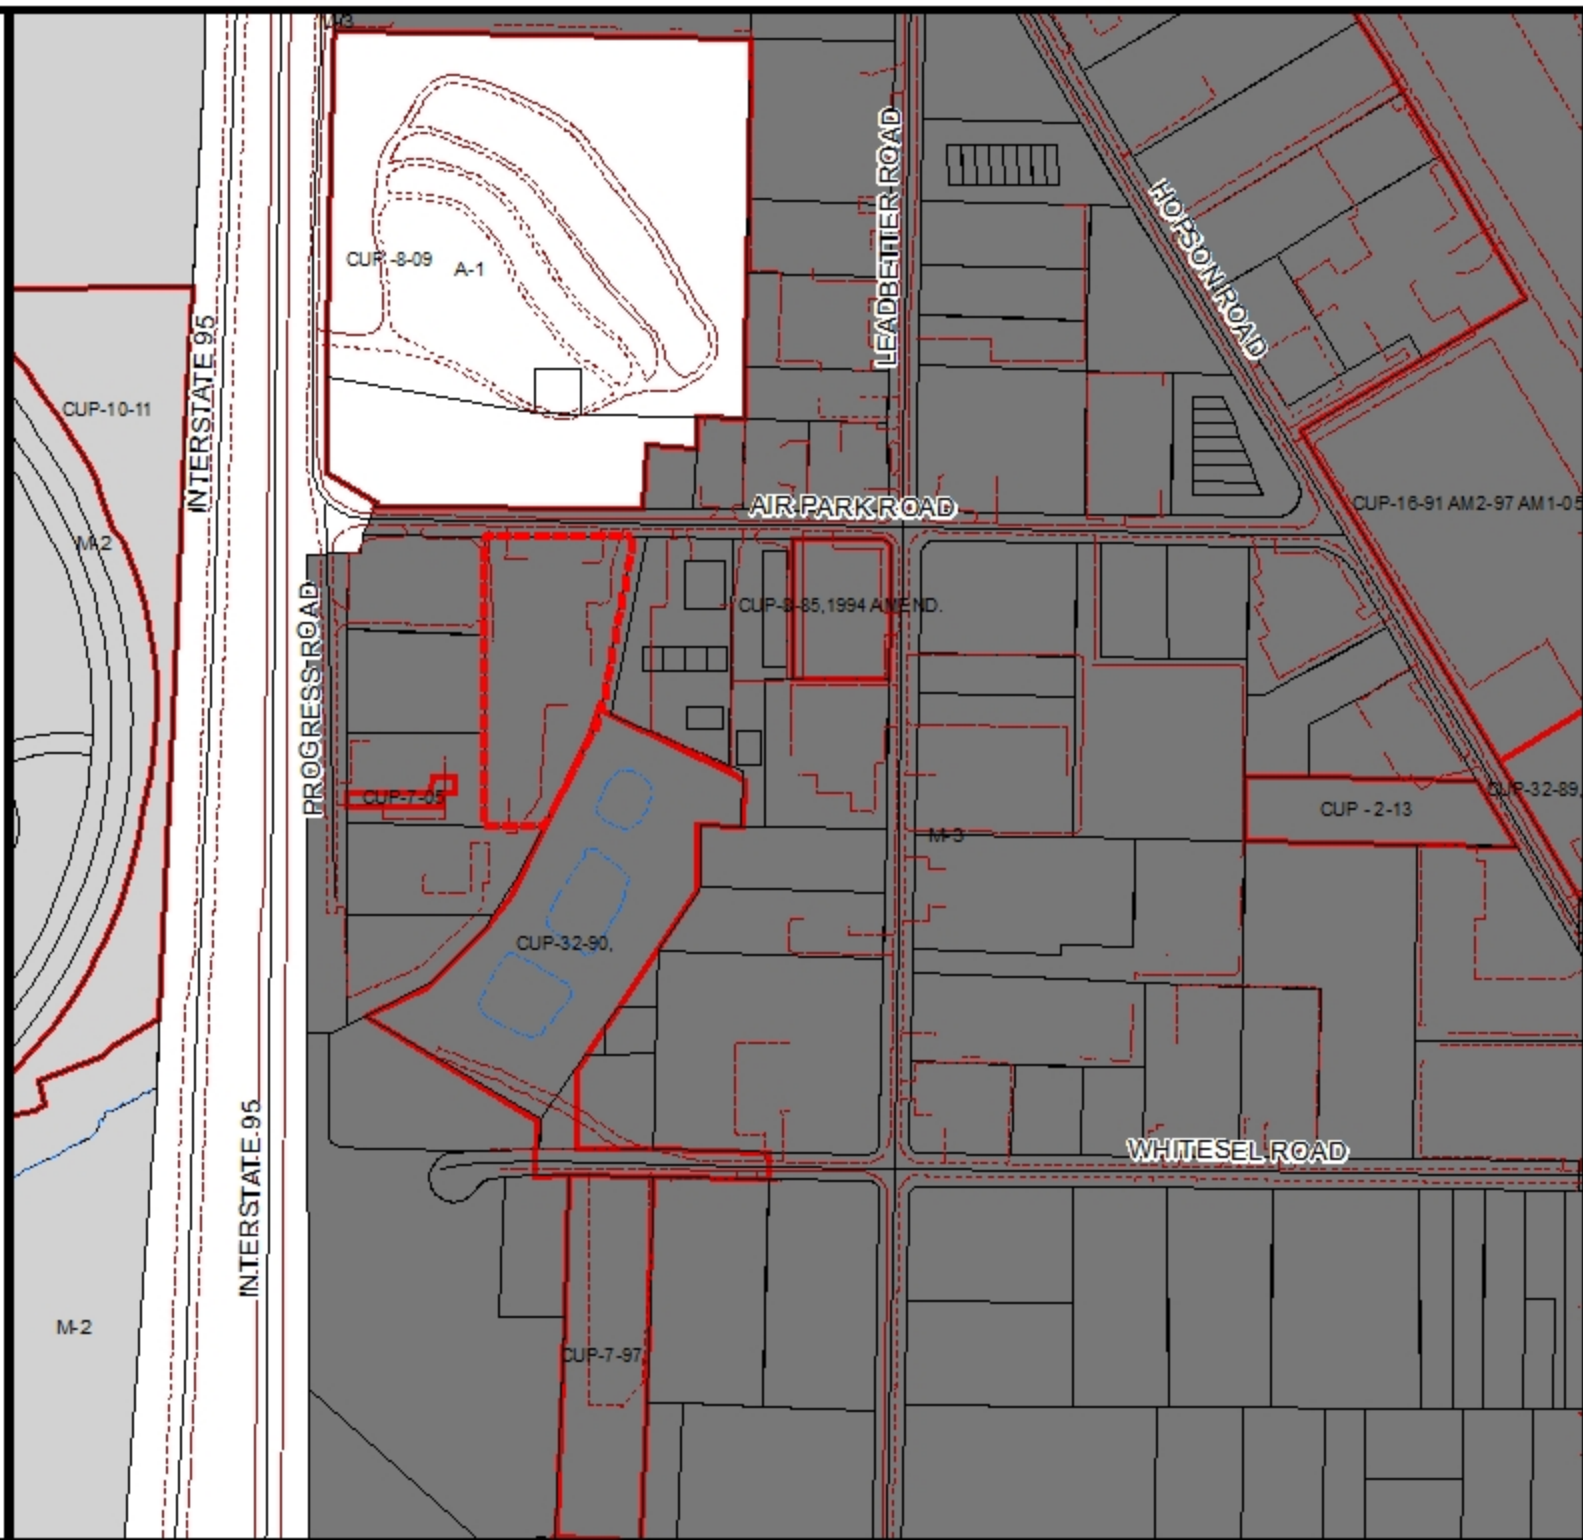 M-3
CUP -8-09
A-1
LEADBETTER ROAD
HOPSON ROAD
INTERSTATE 95
CUP-10-11
M-2
AIR PARK ROAD
CUP-16-91 AM2-97 AM1-05
PROGRESS ROAD
CUP-8-85,1994 AMEND.
CUP-7-05
CUP - 2-13
CUP-32-89,
M-3
CUP-32-90,
INTERSTATE 95
WHITESEL ROAD
M-2
CUP-7-97